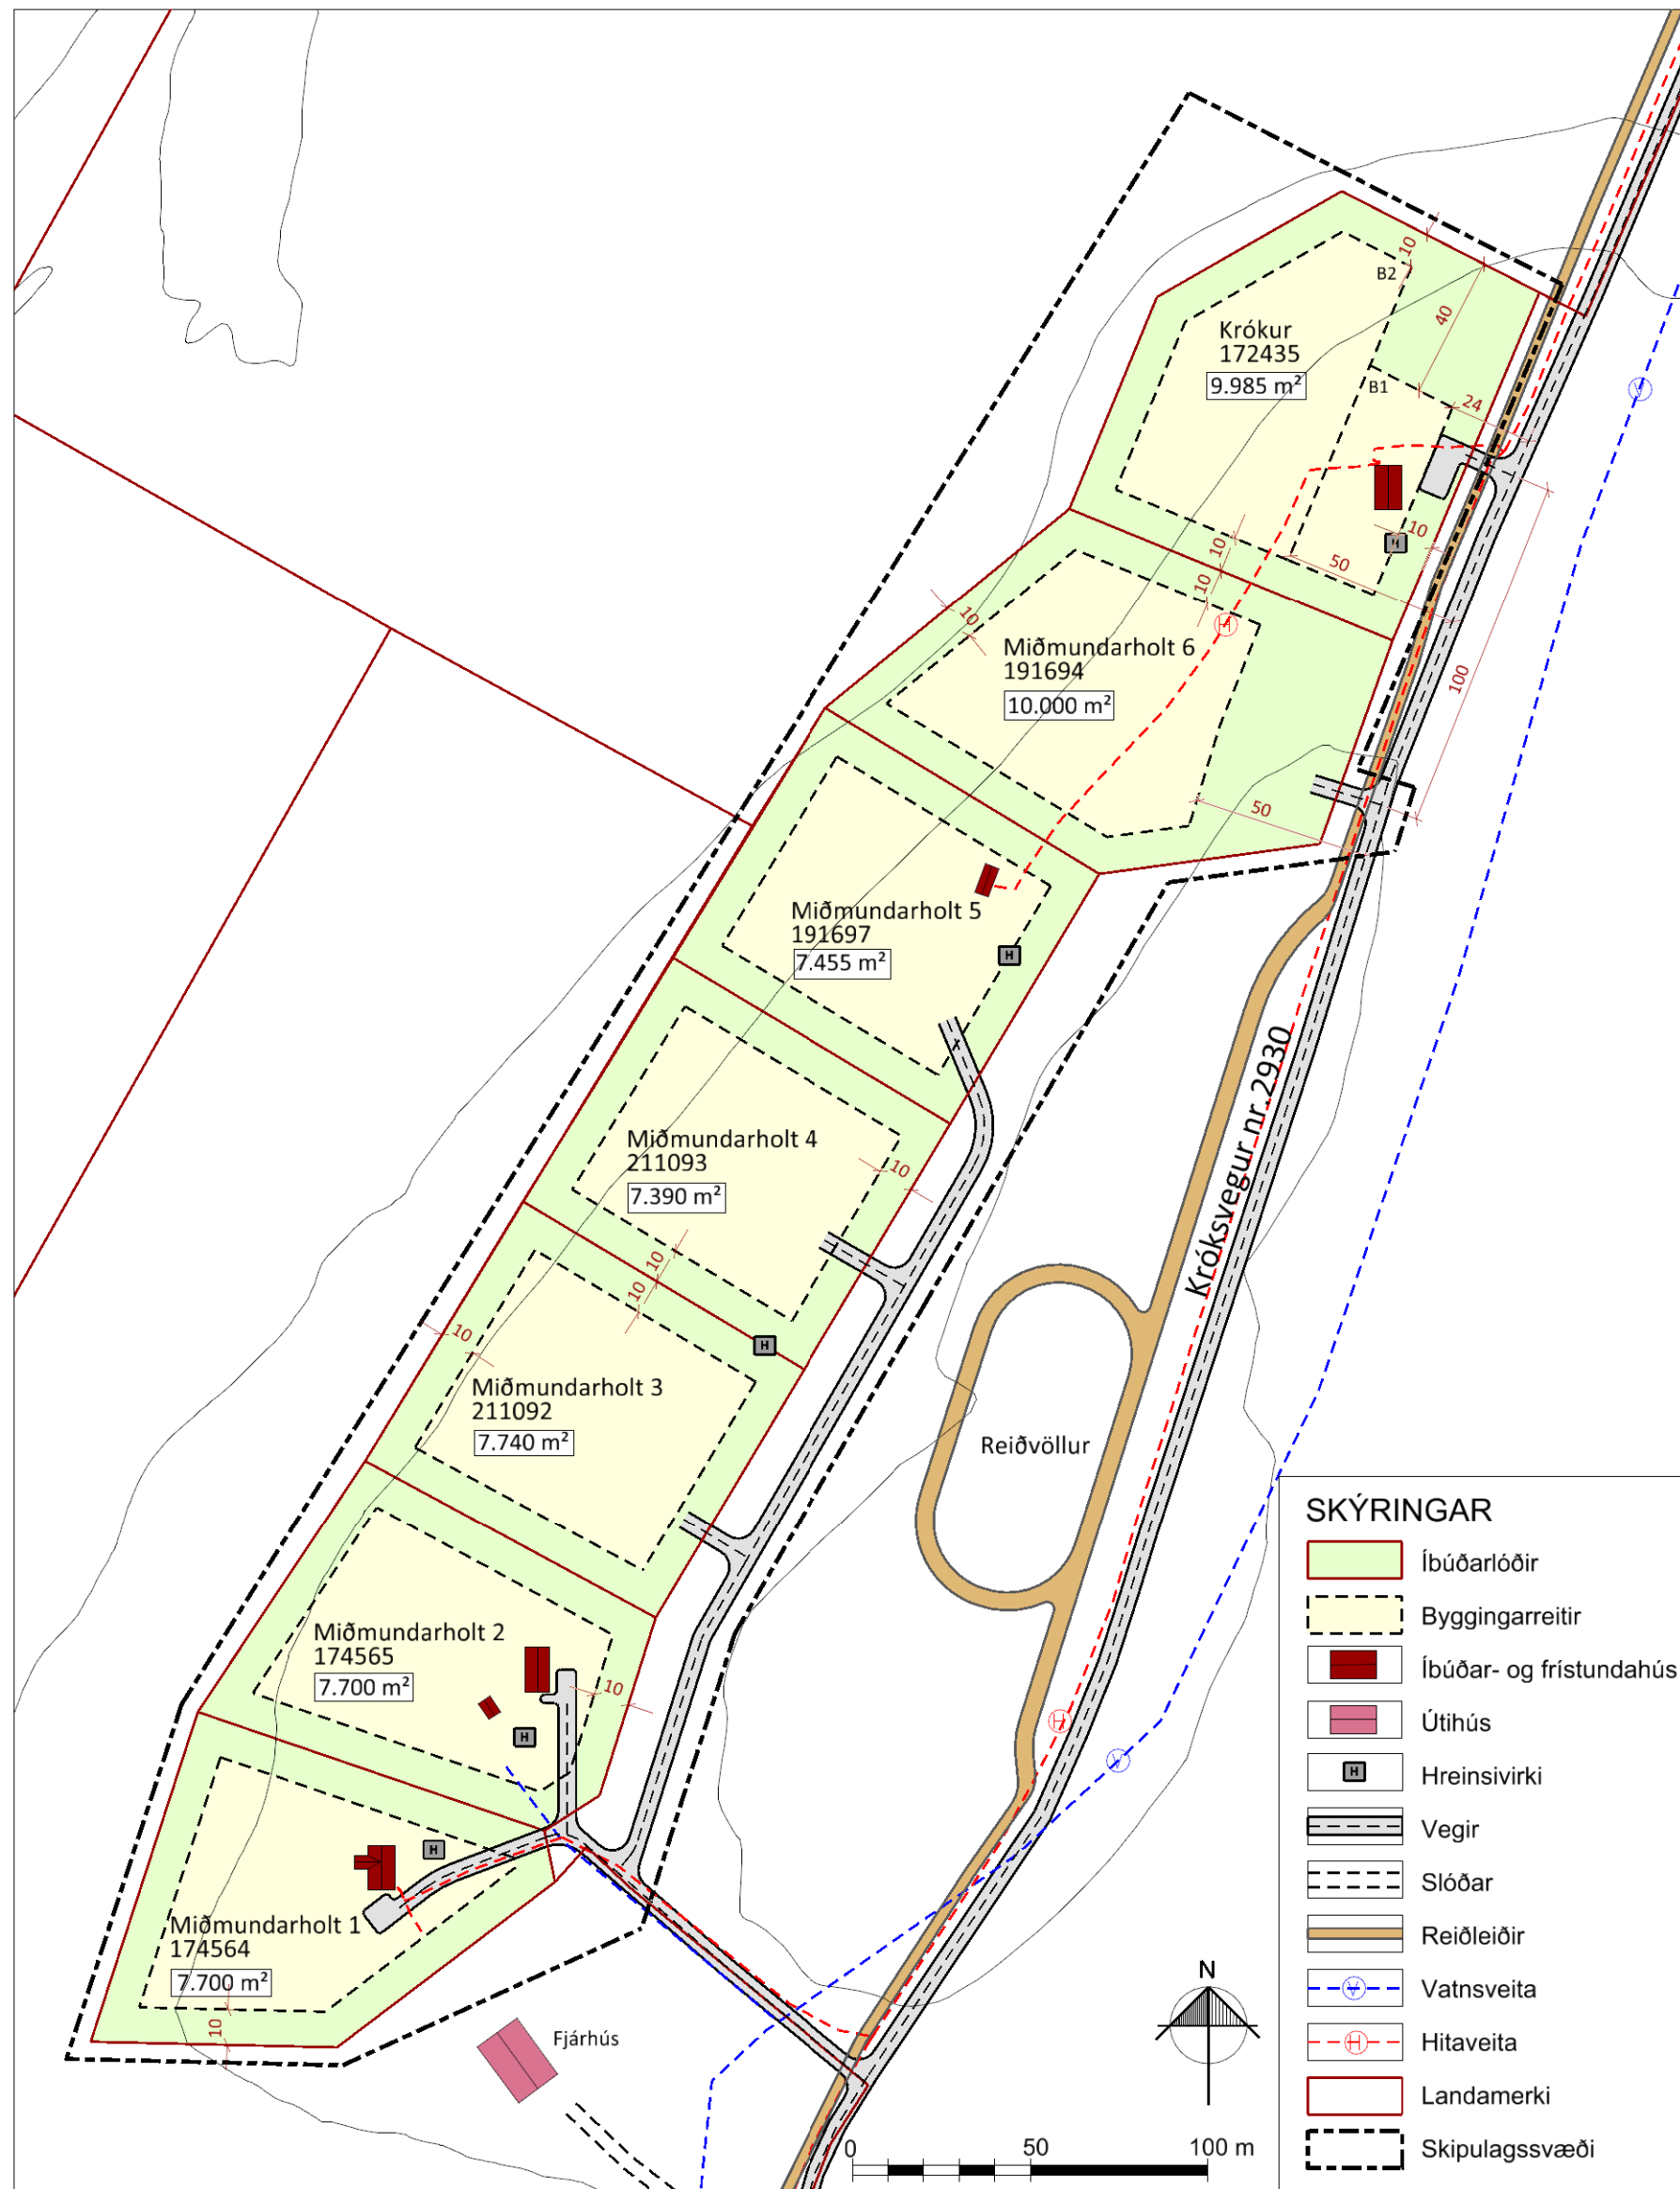 10
B2
40
Krókur
172435
9.985 m²
B1
24
10
H
50
10
10
H
10
Miðmundarholt 6
191694
10.000 m²
100
50
V
Miðmundarholt 5
191697
7.455 m²
H
Króksvegur nr.2930
Miðmundarholt 4
211093
7.390 m²
10
10
10
10
H
Miðmundarholt 3
211092
7.740 m²
Reiðvöllur
Miðmundarholt 2
174565
7.700 m²
10
H
H
V
H
Miðmundarholt 1
174564
7.700 m²
10
Fjárhús
N
0 50 100 m
SKÝRINGAR
Íbúðarlóðir
Byggingarreitir
Íbúðar- og frístundahús
Útihús
H Hreinsivirki
Vegir
Slóðar
Reiðleiðir
V Vatnsveita
H Hitaveita
Landamerki
Skipulagssvæði